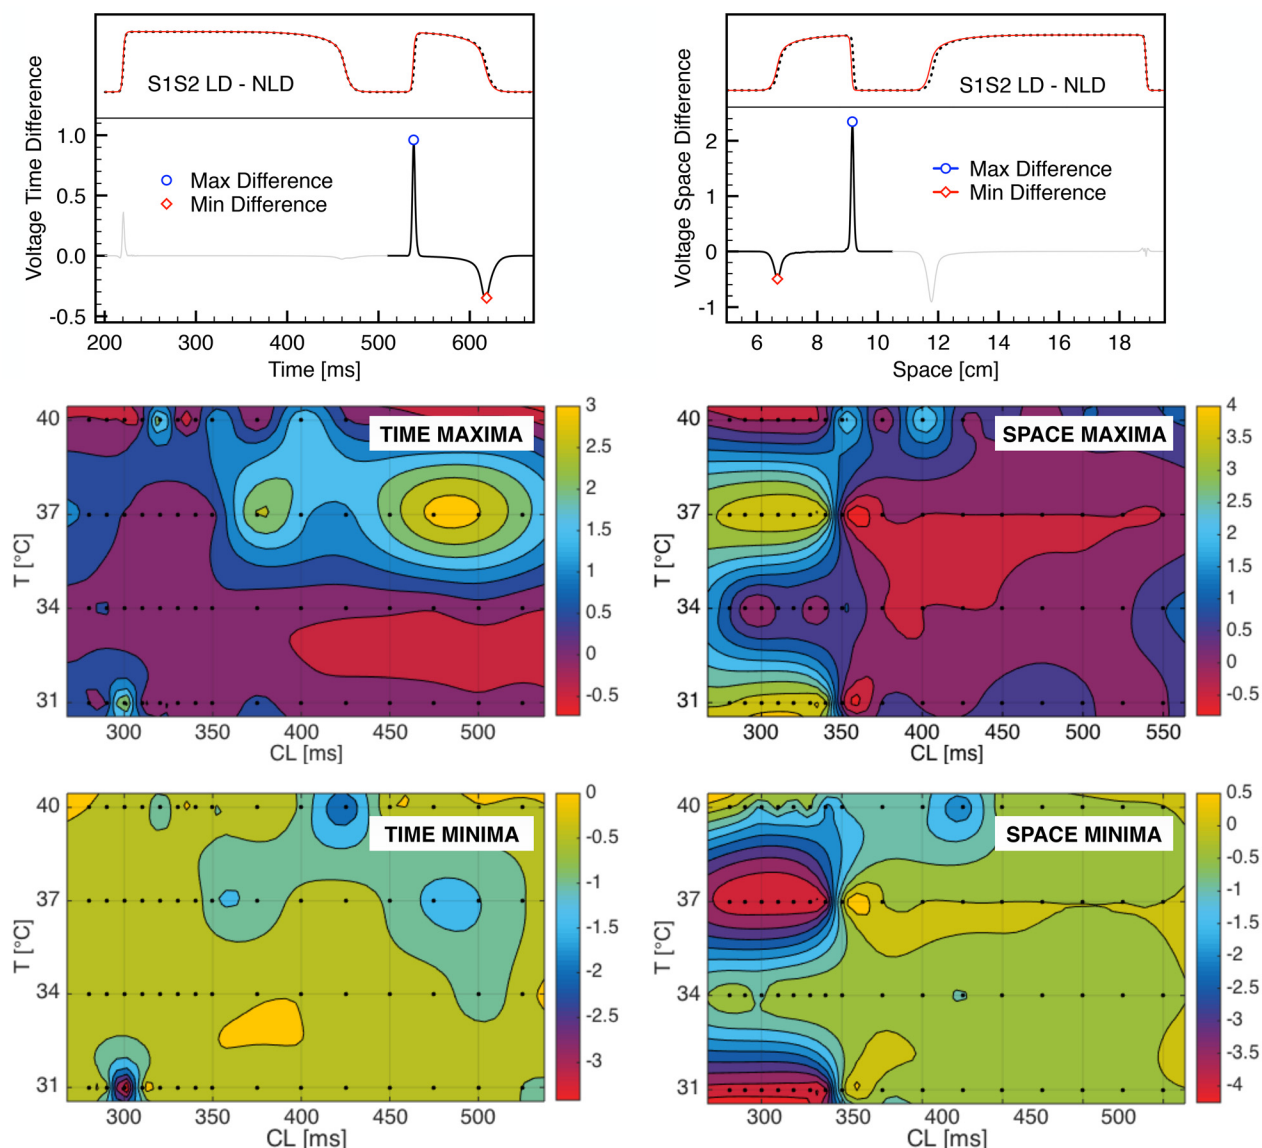 S1S2 LD - NLD
Voltage Time Difference
1.0
0.5
0.0
-0.5
Max Difference
Min Difference
200 300 400 500 600
Time [ms]
S1S2 LD - NLD
Voltage Space Difference
2
1
0
-1
Max Difference
Min Difference
6 8 10 12 14 16 18
Space [cm]
TIME MAXIMA
T [°C]
40
37
34
31
300 350 400 450 500
CL [ms]
3
2.5
2
1.5
1
0.5
0
-0.5
SPACE MAXIMA
T [°C]
40
37
34
31
300 350 400 450 500 550
CL [ms]
4
3.5
3
2.5
2
1.5
1
0.5
0
-0.5
TIME MINIMA
T [°C]
40
37
34
31
300 350 400 450 500
CL [ms]
0
-0.5
-1
-1.5
-2
-2.5
-3
SPACE MINIMA
T [°C]
40
37
34
31
300 350 400 450 500
CL [ms]
0.5
0
-0.5
-1
-1.5
-2
-2.5
-3
-3.5
-4